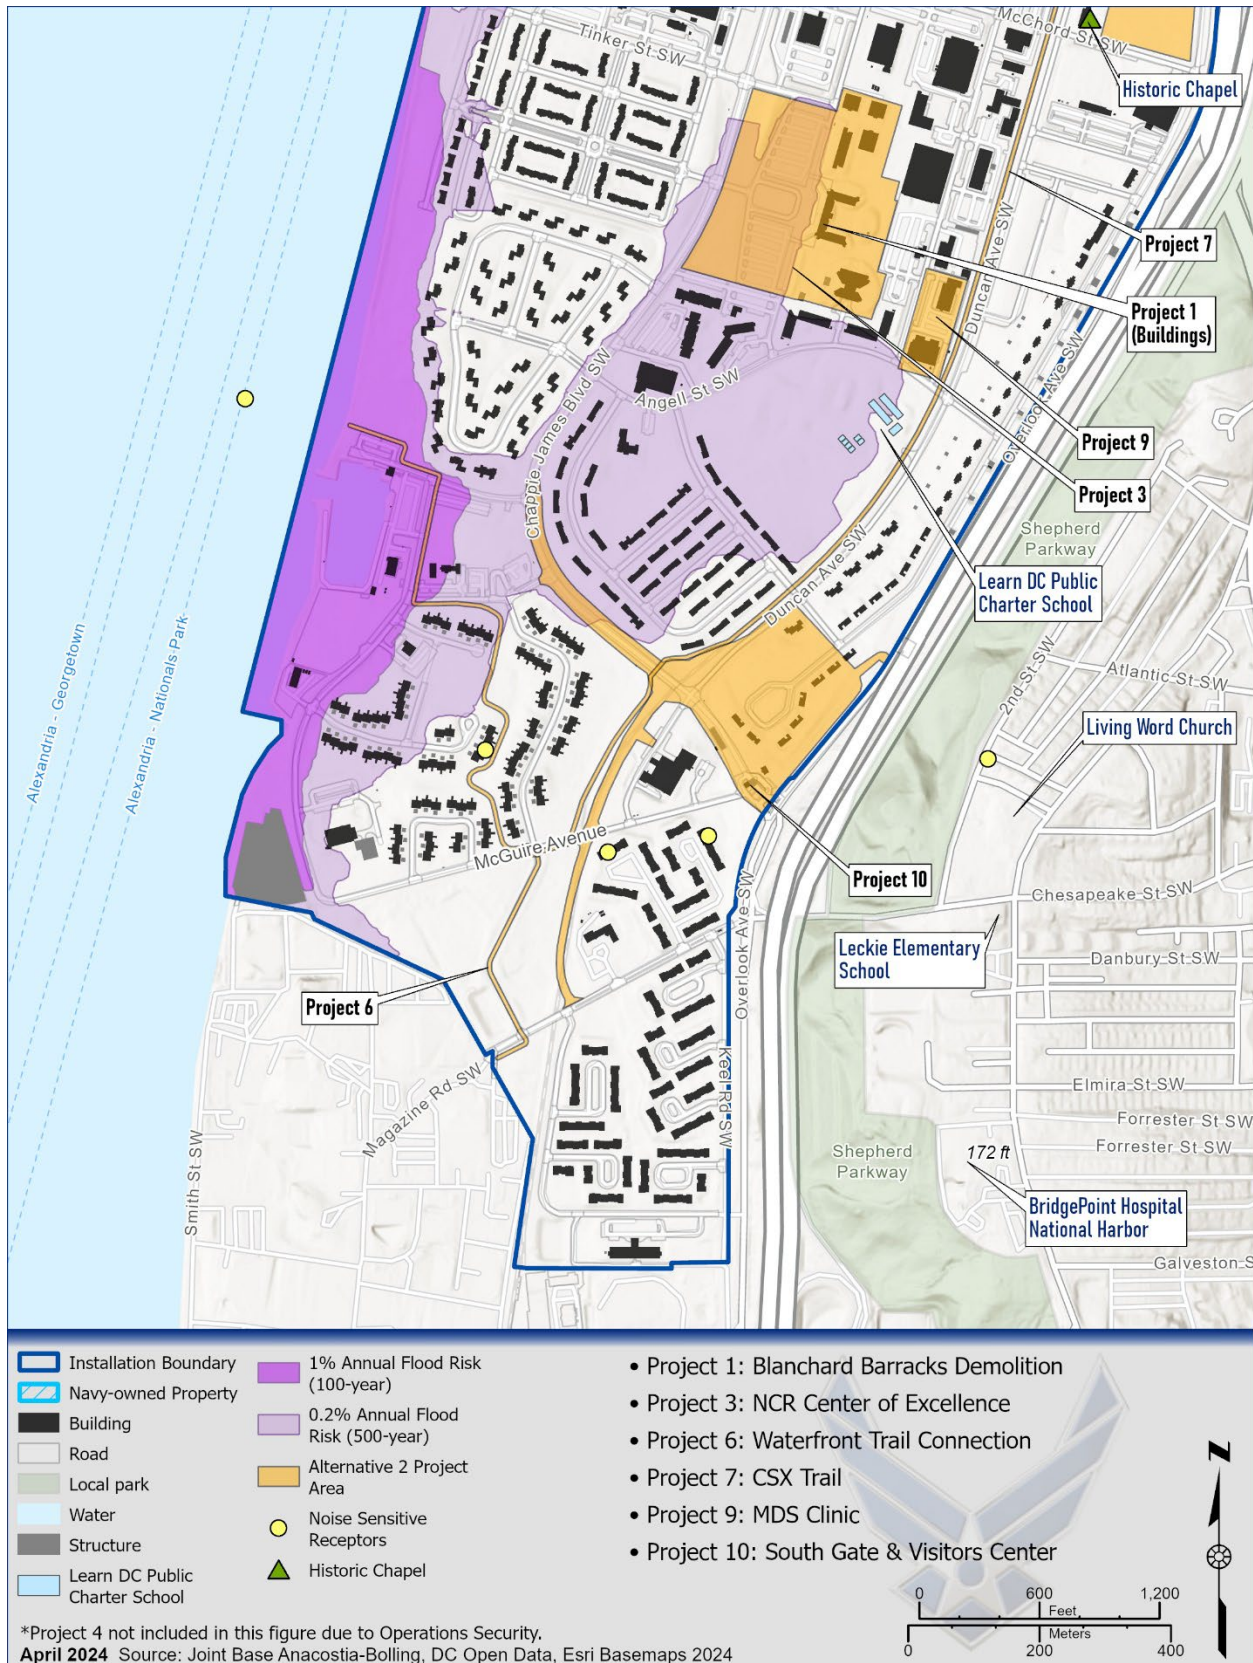 McChord St SW
Tinker St SW
Historic Chapel
Project 7
Duncan Ave SW
Project 1
(Buildings)
Overlook Ave SW
Chappie James Blvd SW
Angell St SW
Project 9
Project 3
Shepherd
Parkway
Learn DC Public
Charter School
Duncan Ave SW
2nd St SW
Atlantic St SW
Living Word Church
Alexandria - Georgetown
Alexandria - Nationals Park
McGuire Avenue
Project 10
Chesapeake St SW
Leckie Elementary
School
Danbury St SW
Overlook Ave SW
Project 6
Keel Rd SW
Elmira St SW
Magazine Rd SW
Forrester St SW
Forrester St SW
Smith St SW
Shepherd
Parkway
172 ft
BridgePoint Hospital
National Harbor
Galveston S
Installation Boundary
Navy-owned Property
Building
Road
Local park
Water
Structure
Learn DC Public
Charter School
1% Annual Flood Risk
(100-year)
0.2% Annual Flood
Risk (500-year)
Alternative 2 Project
Area
Noise Sensitive
Receptors
Historic Chapel
• Project 1: Blanchard Barracks Demolition
• Project 3: NCR Center of Excellence
• Project 6: Waterfront Trail Connection
• Project 7: CSX Trail
• Project 9: MDS Clinic
• Project 10: South Gate & Visitors Center
Z
0 600 1,200
Feet
Meters
0 200 400
*Project 4 not included in this figure due to Operations Security.
April 2024 Source: Joint Base Anacostia-Bolling, DC Open Data, Esri Basemaps 2024